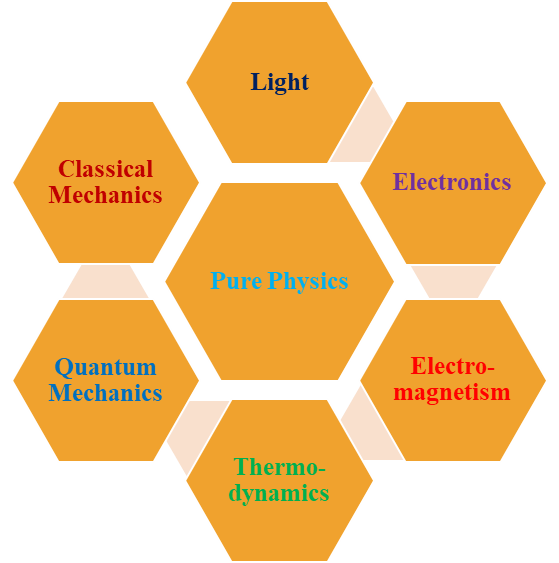 Light
Classical
Mechanics
Electronics
Pure Physics
Quantum
Mechanics
Electro-
magnetism
Thermo-
dynamics